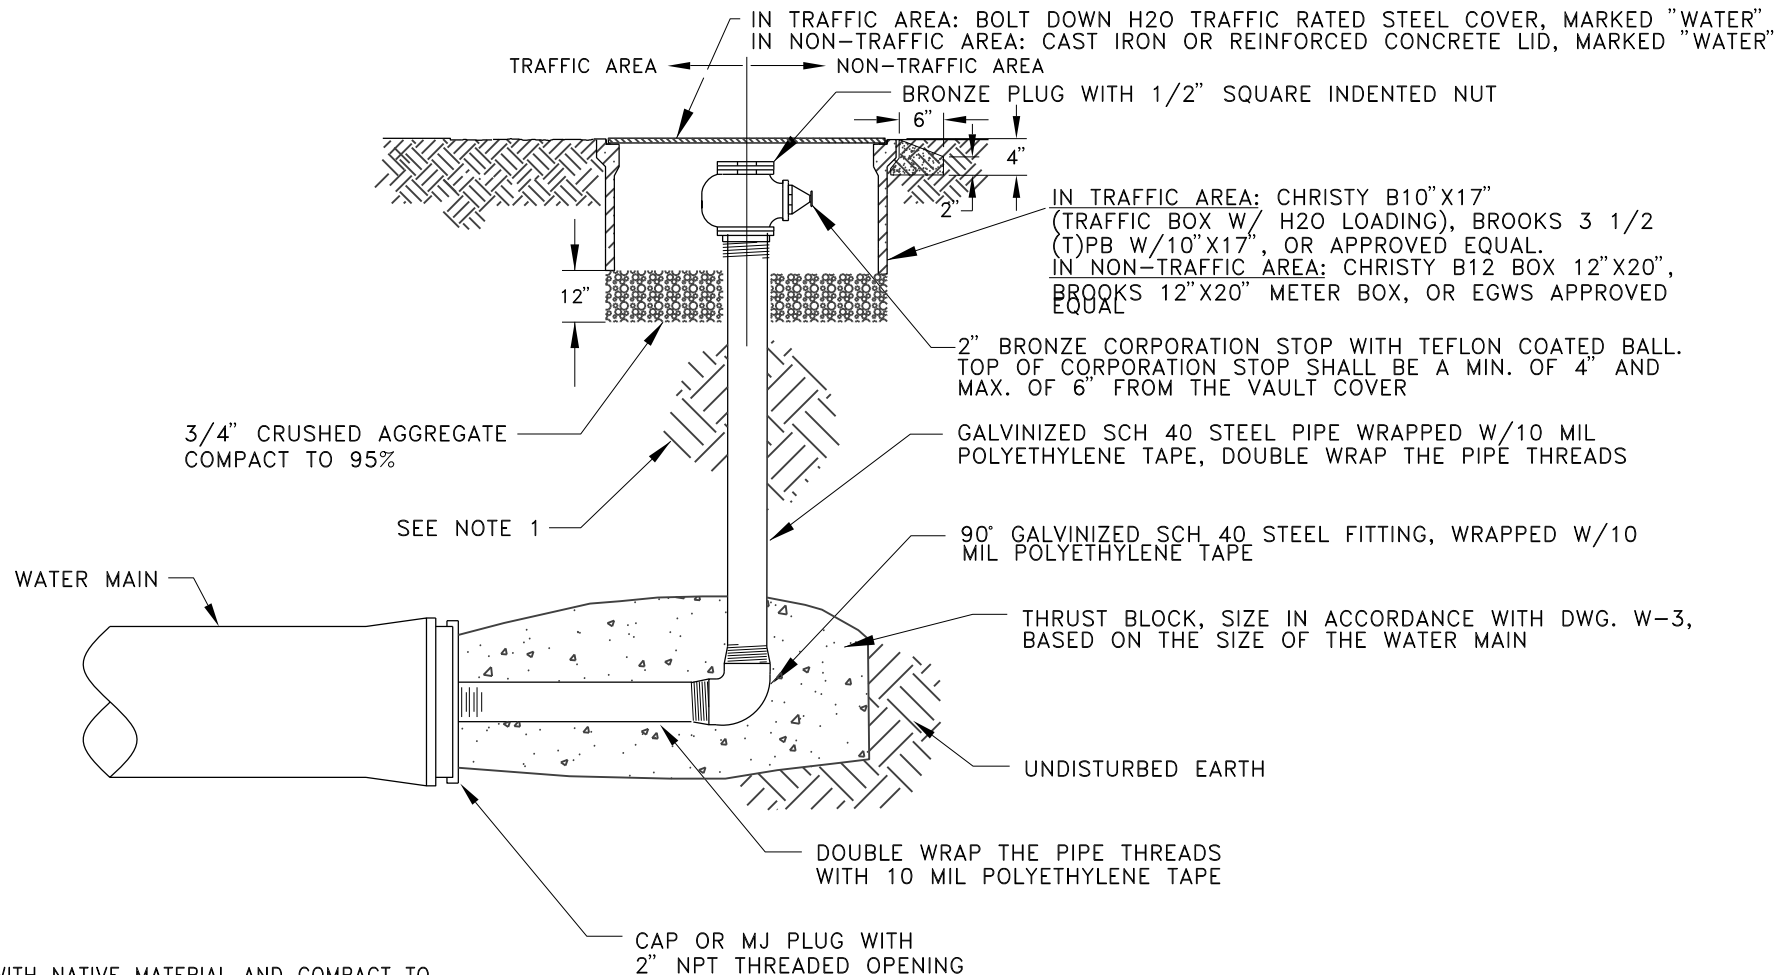 IN TRAFFIC AREA: BOLT DOWN H2O TRAFFIC RATED STEEL COVER, MARKED "WATER"
IN NON-TRAFFIC AREA: CAST IRON OR REINFORCED CONCRETE LID, MARKED "WATER"
TRAFFIC AREA
NON-TRAFFIC AREA
BRONZE PLUG WITH 1/2" SQUARE INDENTED NUT
6"
4"
2"
IN TRAFFIC AREA: CHRISTY B10"X17"
(TRAFFIC BOX W/ H2O LOADING), BROOKS 3 1/2
(T)PB W/10"X17", OR APPROVED EQUAL.
IN NON-TRAFFIC AREA: CHRISTY B12 BOX 12"X20",
BROOKS 12"X20" METER BOX, OR EGWS APPROVED
EQUAL
12"
2" BRONZE CORPORATION STOP WITH TEFLON COATED BALL.
TOP OF CORPORATION STOP SHALL BE A MIN. OF 4" AND
MAX. OF 6" FROM THE VAULT COVER
3/4" CRUSHED AGGREGATE
COMPACT TO 95%
GALVINIZED SCH 40 STEEL PIPE WRAPPED W/10 MIL
POLYETHYLENE TAPE, DOUBLE WRAP THE PIPE THREADS
SEE NOTE 1
90° GALVINIZED SCH 40 STEEL FITTING, WRAPPED W/10
MIL POLYETHYLENE TAPE
WATER MAIN
THRUST BLOCK, SIZE IN ACCORDANCE WITH DWG. W-3,
BASED ON THE SIZE OF THE WATER MAIN
UNDISTURBED EARTH
DOUBLE WRAP THE PIPE THREADS
WITH 10 MIL POLYETHYLENE TAPE
CAP OR MJ PLUG WITH
2" NPT THREADED OPENING
WITH NATIVE MATERIAL AND COMPACT TO